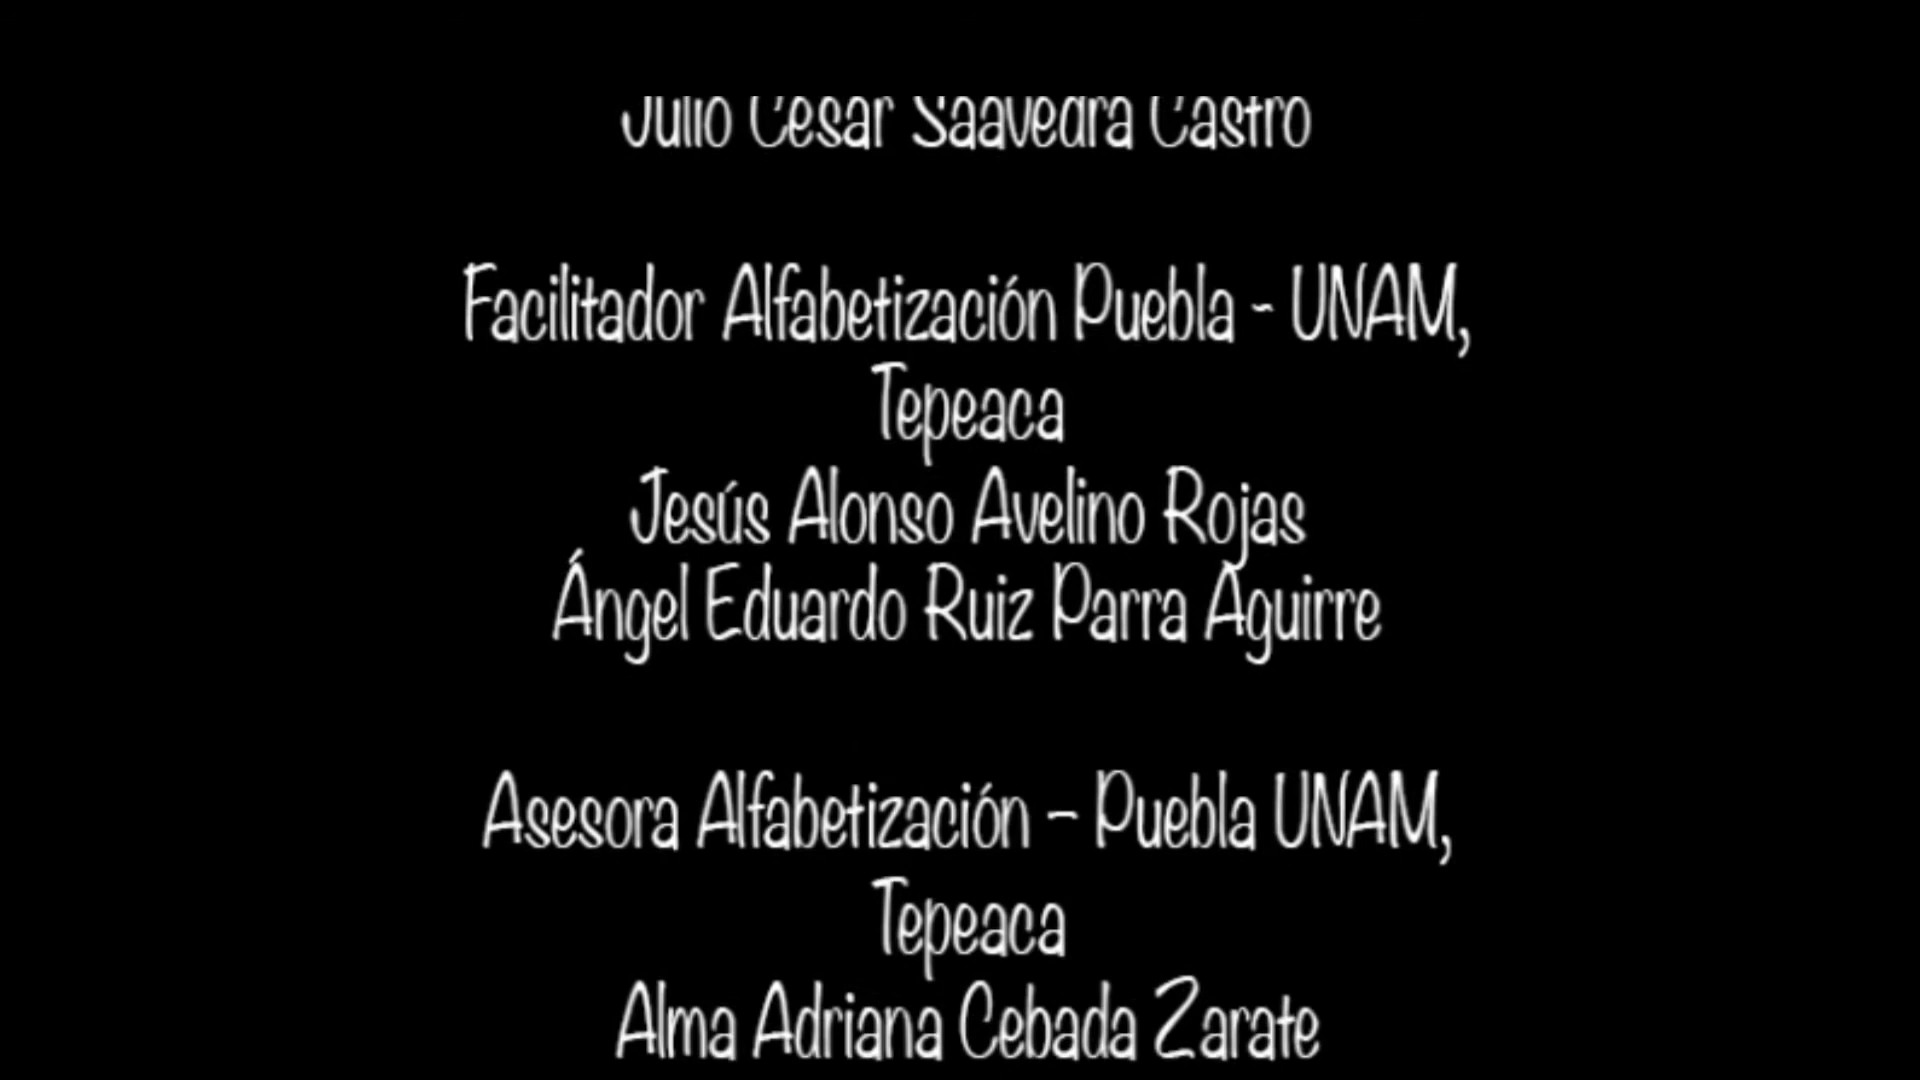 Julio Cesar Saavedra Castro
Facilitador Alfabetización Puebla - UNAM,
Tepeaca
Jesús Alonso Avelino Rojas
Ángel Eduardo Ruiz Parra Aguirre
Asesora Alfabetización – Puebla UNAM,
Tepeaca
Alma Adriana Cebada Zarate